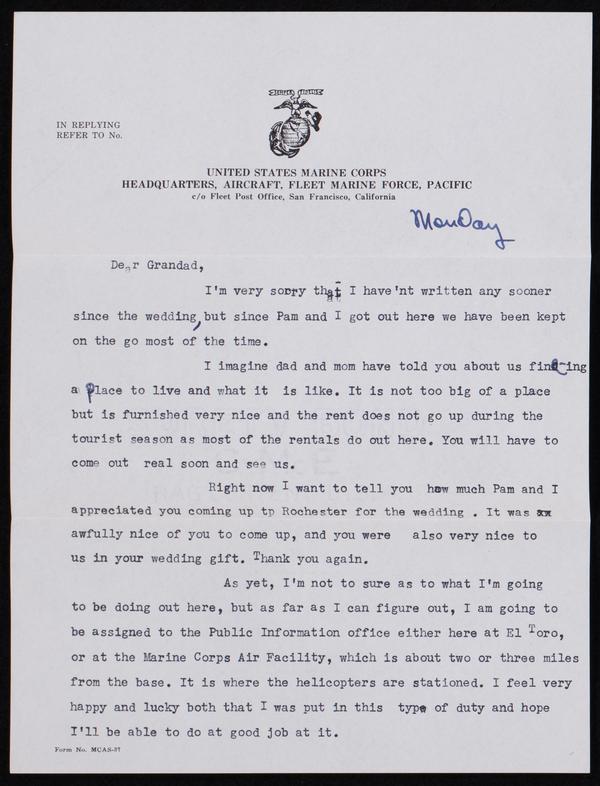 SEMPER FIDELIS
IN REPLYING
REFER TO No.
UNITED STATES MARINE CORPS
HEADQUARTERS, AIRCRAFT, FLEET MARINE FORCE, PACIFIC
c/o Fleet Post Office, San Francisco, California
Monday
Dear Grandad,
I'm very sorry that I have'nt written any sooner
since the wedding, but since Pam and I got out here we have been kept
on the go most of the time.
I imagine dad and mom have told you about us finding
a place to live and what it is like. It is not too big of a place
but is furnished very nice and the rent does not go up during the
tourist season as most of the rentals do out here. You will have to
come out real soon and see us.
Right now I want to tell you how much Pam and I
appreciated you coming up tp Rochester for the wedding . It was xx
awfully nice of you to come up, and you were also very nice to
us in your wedding gift. Thank you again.
As yet, I'm not to sure as to what I'm going
to be doing out here, but as far as I can figure out, I am going to
be assigned to the Public Information office either here at El Toro,
or at the Marine Corps Air Facility, which is about two or three miles
from the base. It is where the helicopters are stationed. I feel very
happy and lucky both that I was put in this type of duty and hope
I'll be able to do at good job at it.
Form No. MCAS-37